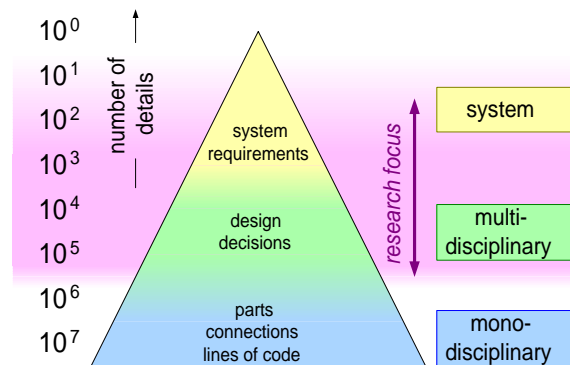 10⁰
10¹
10²
10³
10⁴
10⁵
10⁶
10⁷
number of
details
system
requirements
design
decisions
parts
connections
lines of code
research focus
system
multi-
disciplinary
mono-
disciplinary